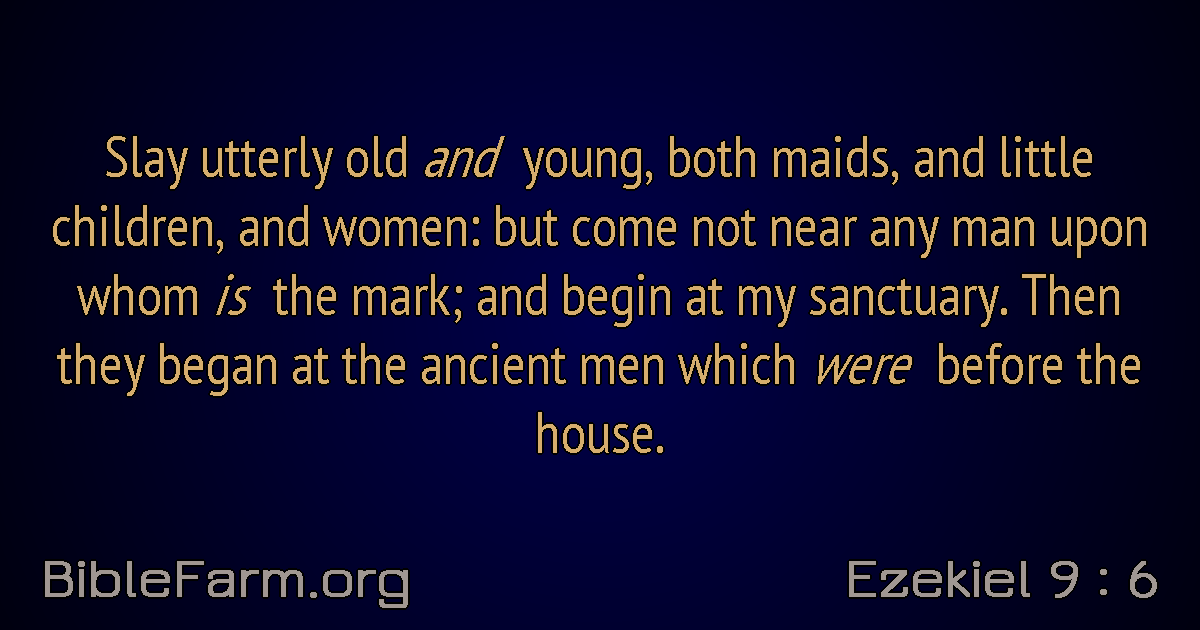 Slay utterly old and young, both maids, and little
children, and women: but come not near any man upon
whom is the mark; and begin at my sanctuary. Then
they began at the ancient men which were before the
house.
BibleFarm.org
Ezekiel 9 : 6